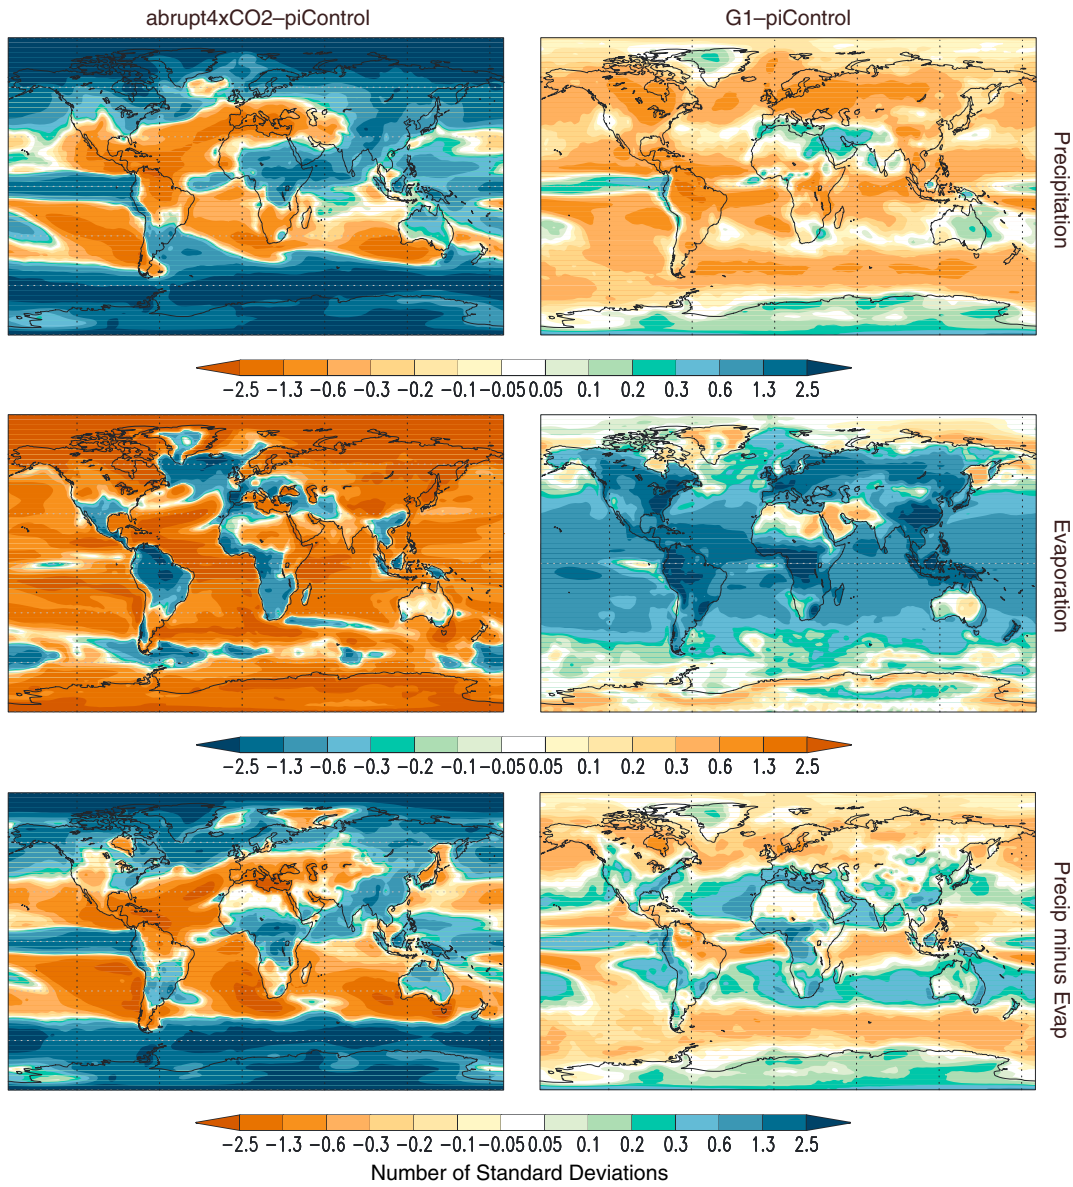 abrupt4xCO2–piControl
G1–piControl
Precipitation
−2.5 −1.3 −0.6 −0.3 −0.2 −0.1 −0.05 0.05 0.1 0.2 0.3 0.6 1.3 2.5
Evaporation
−2.5 −1.3 −0.6 −0.3 −0.2 −0.1 −0.05 0.05 0.1 0.2 0.3 0.6 1.3 2.5
Precip minus Evap
−2.5 −1.3 −0.6 −0.3 −0.2 −0.1 −0.05 0.05 0.1 0.2 0.3 0.6 1.3 2.5
Number of Standard Deviations